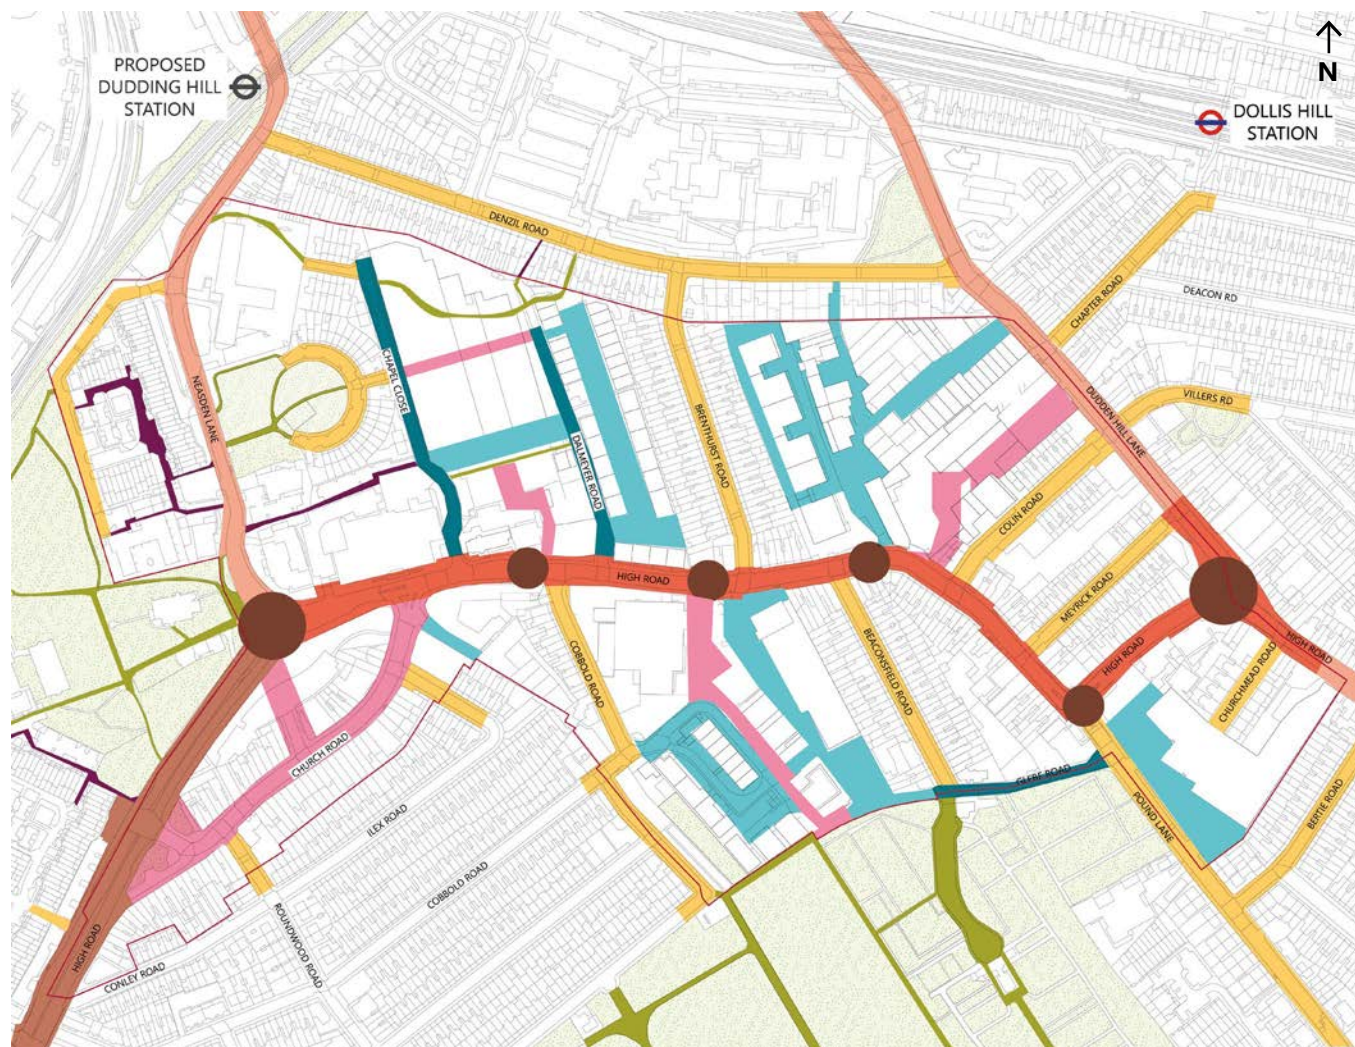 PROPOSED
DUDDING HILL
STATION
N
DOLLIS HILL
STATION
DENZIL ROAD
CHAPTER ROAD
DEACON RD
NEASDEN LANE
CHAPEL CLOSE
DALMEYER ROAD
BRENTHURST ROAD
DUDDEN HILL LANE
VILLERS RD
COLIN ROAD
MEYRICK ROAD
HIGH ROAD
HIGH ROAD
HIGH ROAD
CHURCHMEAD ROAD
COBBOLD ROAD
BEACONSFIELD ROAD
CHURCH ROAD
GLEBE ROAD
POUND LANE
BERTIE ROAD
ILEX ROAD
COBBOLD ROAD
ROUNDWOOD ROAD
HIGH ROAD
CONLEY ROAD